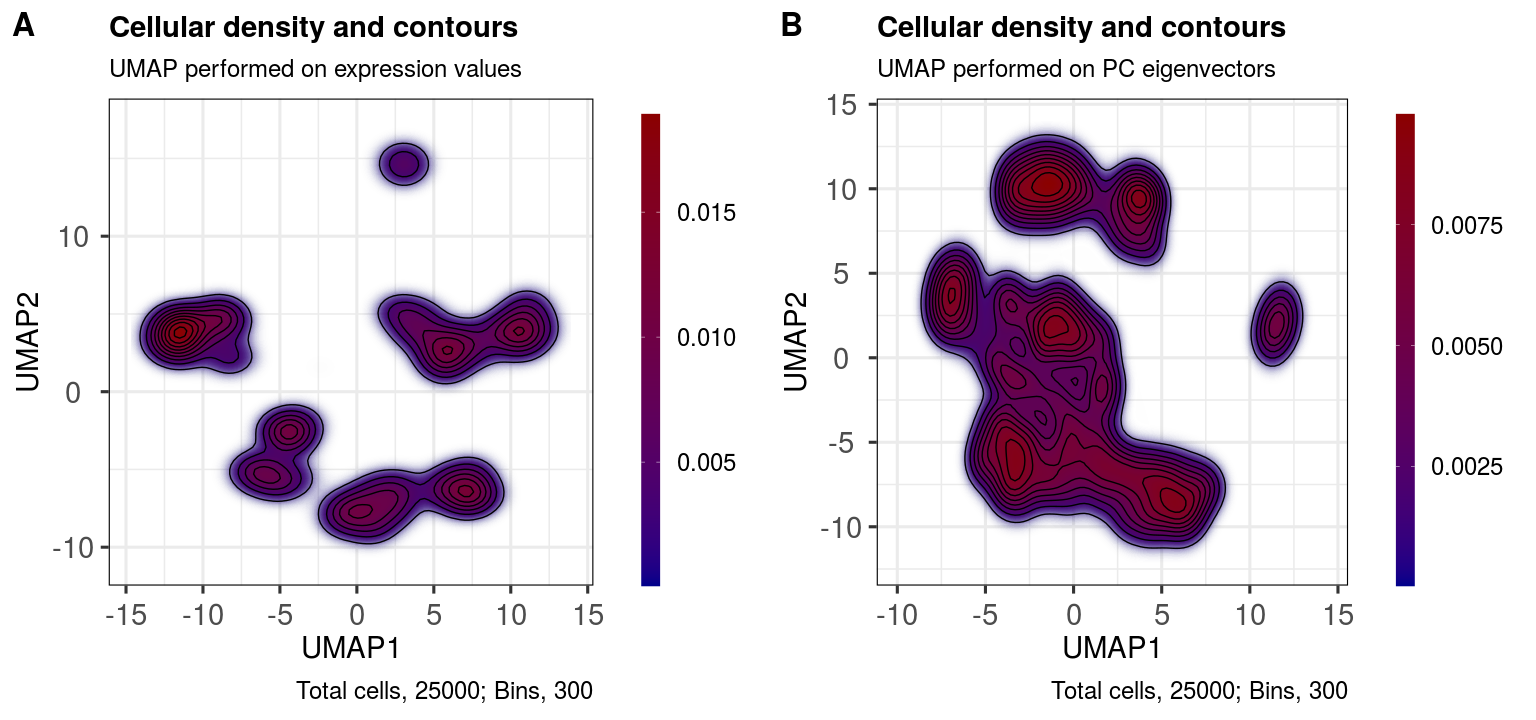 A
Cellular density and contours
UMAP performed on expression values
UMAP2
10
0
-10
-15 -10 -5 0 5 10 15
UMAP1
0.015
0.010
0.005
Total cells, 25000; Bins, 300
B
Cellular density and contours
UMAP performed on PC eigenvectors
UMAP2
15
10
5
0
-5
-10
-10 -5 0 5 10 15
UMAP1
0.0075
0.0050
0.0025
Total cells, 25000; Bins, 300